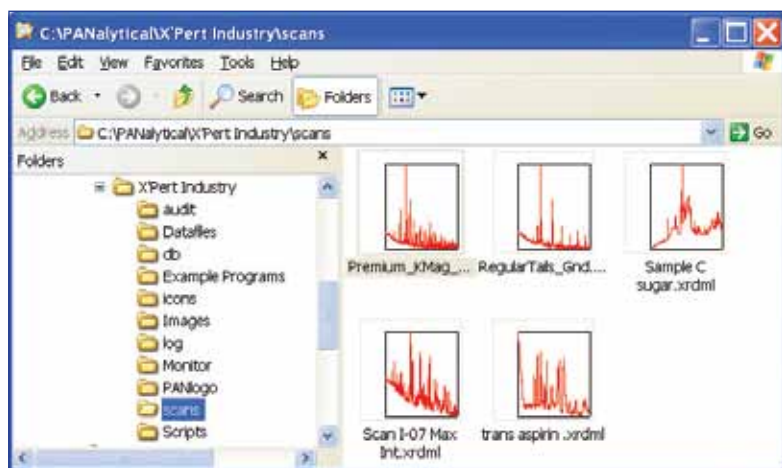 C:\PANalytical\X'Pert Industry\scans
File Edit View Favorites Tools Help
Back Search Folders
Address C:\PANalytical\X'Pert Industry\scans Go
Folders
X'Pert Industry
audit
Datafiles
db
Example Programs
icons
Images
log
Monitor
PANlogo
scans
Scripts
Premium_KMag_... RegularTails_Gnd.... Sample C
sugar.xrdml
Scan I-07 Max trans aspirin .xrdml
Int.xrdml